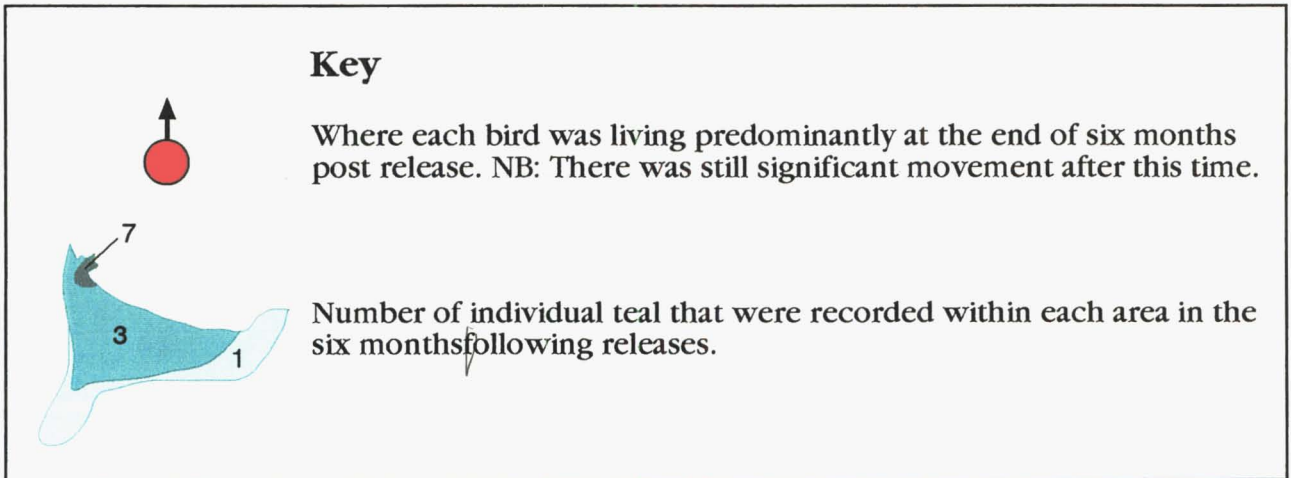 Key
Where each bird was living predominantly at the end of six months
post release. NB: There was still significant movement after this time.
7
3
1
Number of individual teal that were recorded within each area in the
six monthsfollowing releases.